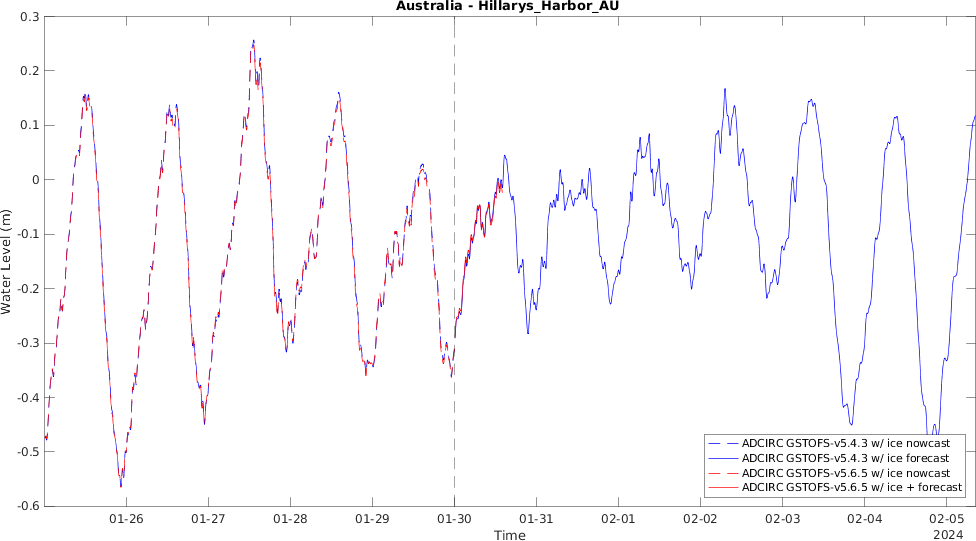 Australia - Hillarys_Harbor_AU
0.3
0.2
0.1
0
-0.1
-0.2
-0.3
-0.4
-0.5
-0.6
Water Level (m)
ADCIRC GSTOFS-v5.4.3 w/ ice nowcast
ADCIRC GSTOFS-v5.4.3 w/ ice forecast
ADCIRC GSTOFS-v5.6.5 w/ ice nowcast
ADCIRC GSTOFS-v5.6.5 w/ ice + forecast
01-26 01-27 01-28 01-29 01-30 01-31 02-01 02-02 02-03 02-04 02-05
Time
2024